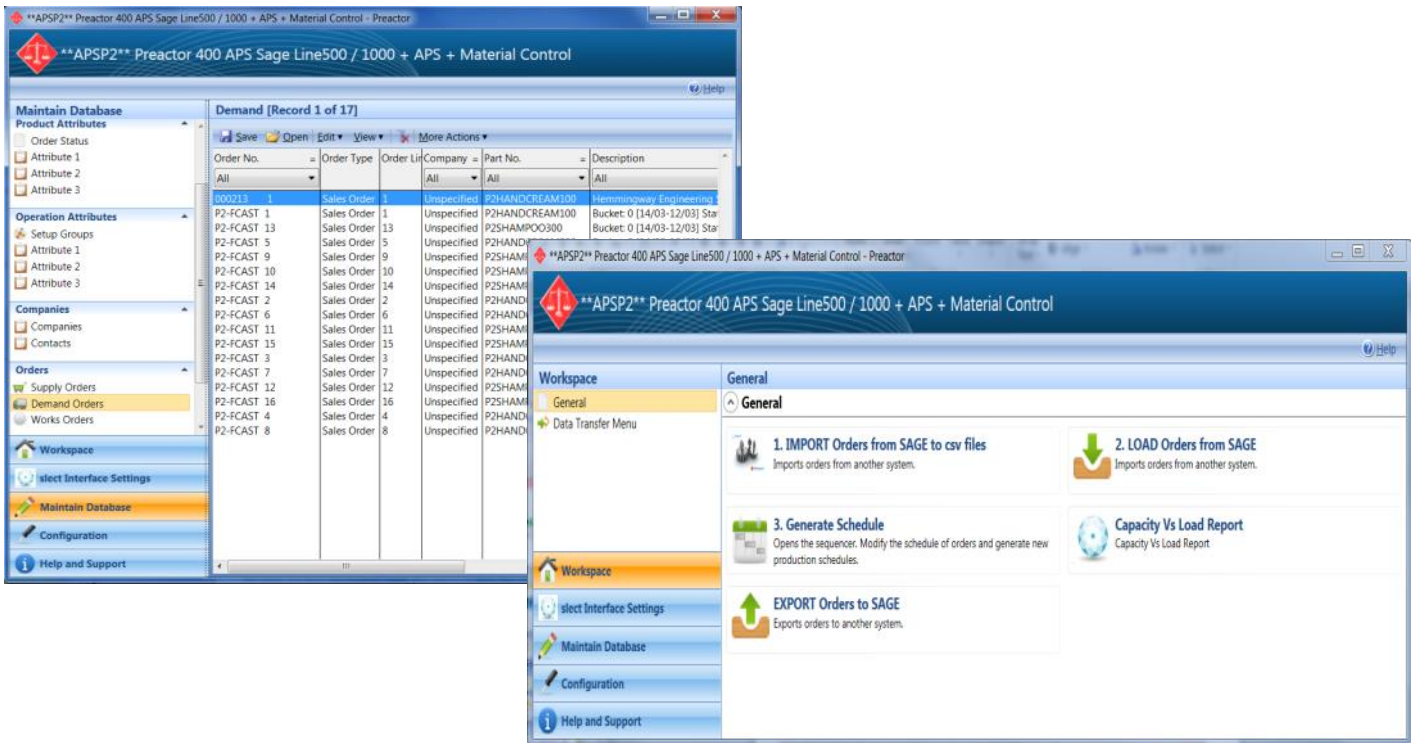 **APSP2** Preactor 400 APS Sage Line500 / 1000 + APS + Material Control - Preactor
**APSP2** Preactor 400 APS Sage Line500 / 1000 + APS + Material Control
Help
Maintain Database
Product Attributes
Order Status
Attribute 1
Attribute 2
Attribute 3
Operation Attributes
Setup Groups
Attribute 1
Attribute 2
Attribute 3
Companies
Companies
Contacts
Orders
Supply Orders
Demand Orders
Works Orders
Workspace
slect Interface Settings
Maintain Database
Configuration
Help and Support
Demand [Record 1 of 17]
Save Open Edit View More Actions
Order No. = Order Type Order Lin Company = Part No. = Description
All All All All
000213 1 Sales Order 1 Unspecified P2HANDCREAM100 Hemmingway Engineering
P2-FCAST 1 Sales Order 1 Unspecified P2HANDCREAM100 Bucket: 0 [14/03-12/03] Star
P2-FCAST 13 Sales Order 13 Unspecified P2SHAMPOO300 Bucket: 0 [14/03-12/03] Star
P2-FCAST 5 Sales Order 5 Unspecified
P2-FCAST 9 Sales Order 9 Unspecified
P2-FCAST 10 Sales Order 10 Unspecified
P2-FCAST 14 Sales Order 14 Unspecified
P2-FCAST 2 Sales Order 2 Unspecified
P2-FCAST 6 Sales Order 6 Unspecified
P2-FCAST 11 Sales Order 11 Unspecified
P2-FCAST 15 Sales Order 15 Unspecified
P2-FCAST 3 Sales Order 3 Unspecified
P2-FCAST 7 Sales Order 7 Unspecified
P2-FCAST 12 Sales Order 12 Unspecified
P2-FCAST 16 Sales Order 16 Unspecified
P2-FCAST 4 Sales Order 4 Unspecified
P2-FCAST 8 Sales Order 8 Unspecified
**APSP2** Preactor 400 APS Sage Line500 / 1000 + APS + Material Control - Preactor
**APSP2** Preactor 400 APS Sage Line500 / 1000 + APS + Material Control
Help
Workspace
General
Data Transfer Menu
Workspace
slect Interface Settings
Maintain Database
Configuration
Help and Support
General
General
1. IMPORT Orders from SAGE to csv files
Imports orders from another system.
2. LOAD Orders from SAGE
Imports orders from another system.
3. Generate Schedule
Opens the sequencer. Modify the schedule of orders and generate new
production schedules.
Capacity Vs Load Report
Capacity Vs Load Report
EXPORT Orders to SAGE
Exports orders to another system.